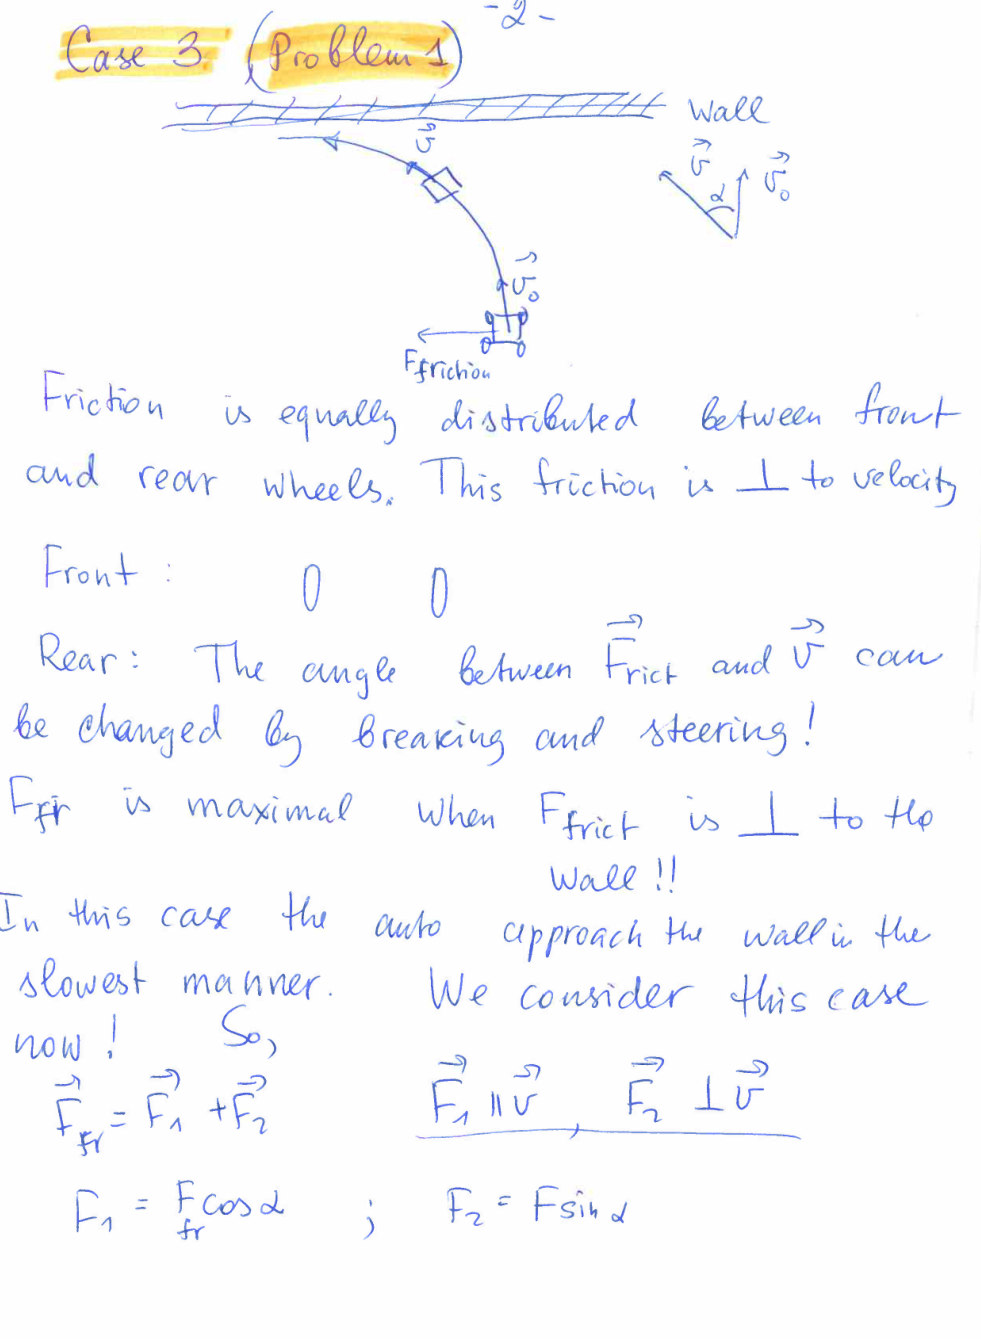 -2-
Case 3 (Problem 1)
Wall
v⃗
v⃗ α v⃗₀
v⃗₀
Ffriction
Friction is equally distributed between front
and rear wheels. This friction is ⊥ to velocity
Front : 0 0
Rear: The angle between F⃗rict and v⃗ can
be changed by breaking and steering!
Ffr is maximal when Ffrict is ⊥ to the
Wall!!
In this case the auto approach the wall in the
slowest manner. We consider this case
now! So,
F⃗fr = F⃗₁ + F⃗₂ F⃗₁ || v⃗ , F⃗₂ ⊥ v⃗
F₁ = Ffr cos α ; F₂ = F sin α